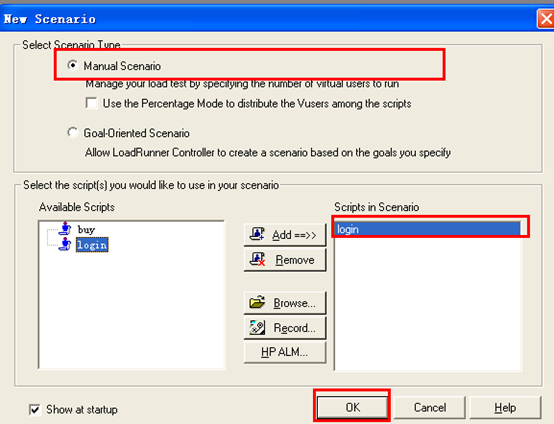 New Scenario
Select Scenario Type
Manual Scenario
Manage your load test by specifying the number of virtual users to run
Use the Percentage Mode to distribute the Vusers among the scripts
Goal-Oriented Scenario
Allow LoadRunner Controller to create a scenario based on the goals you specify
Select the script(s) you would like to use in your scenario
Available Scripts
Scripts in Scenario
buy
login
Add ==>>
Remove
Browse...
Record...
HP ALM...
login
Show at startup
OK
Cancel
Help